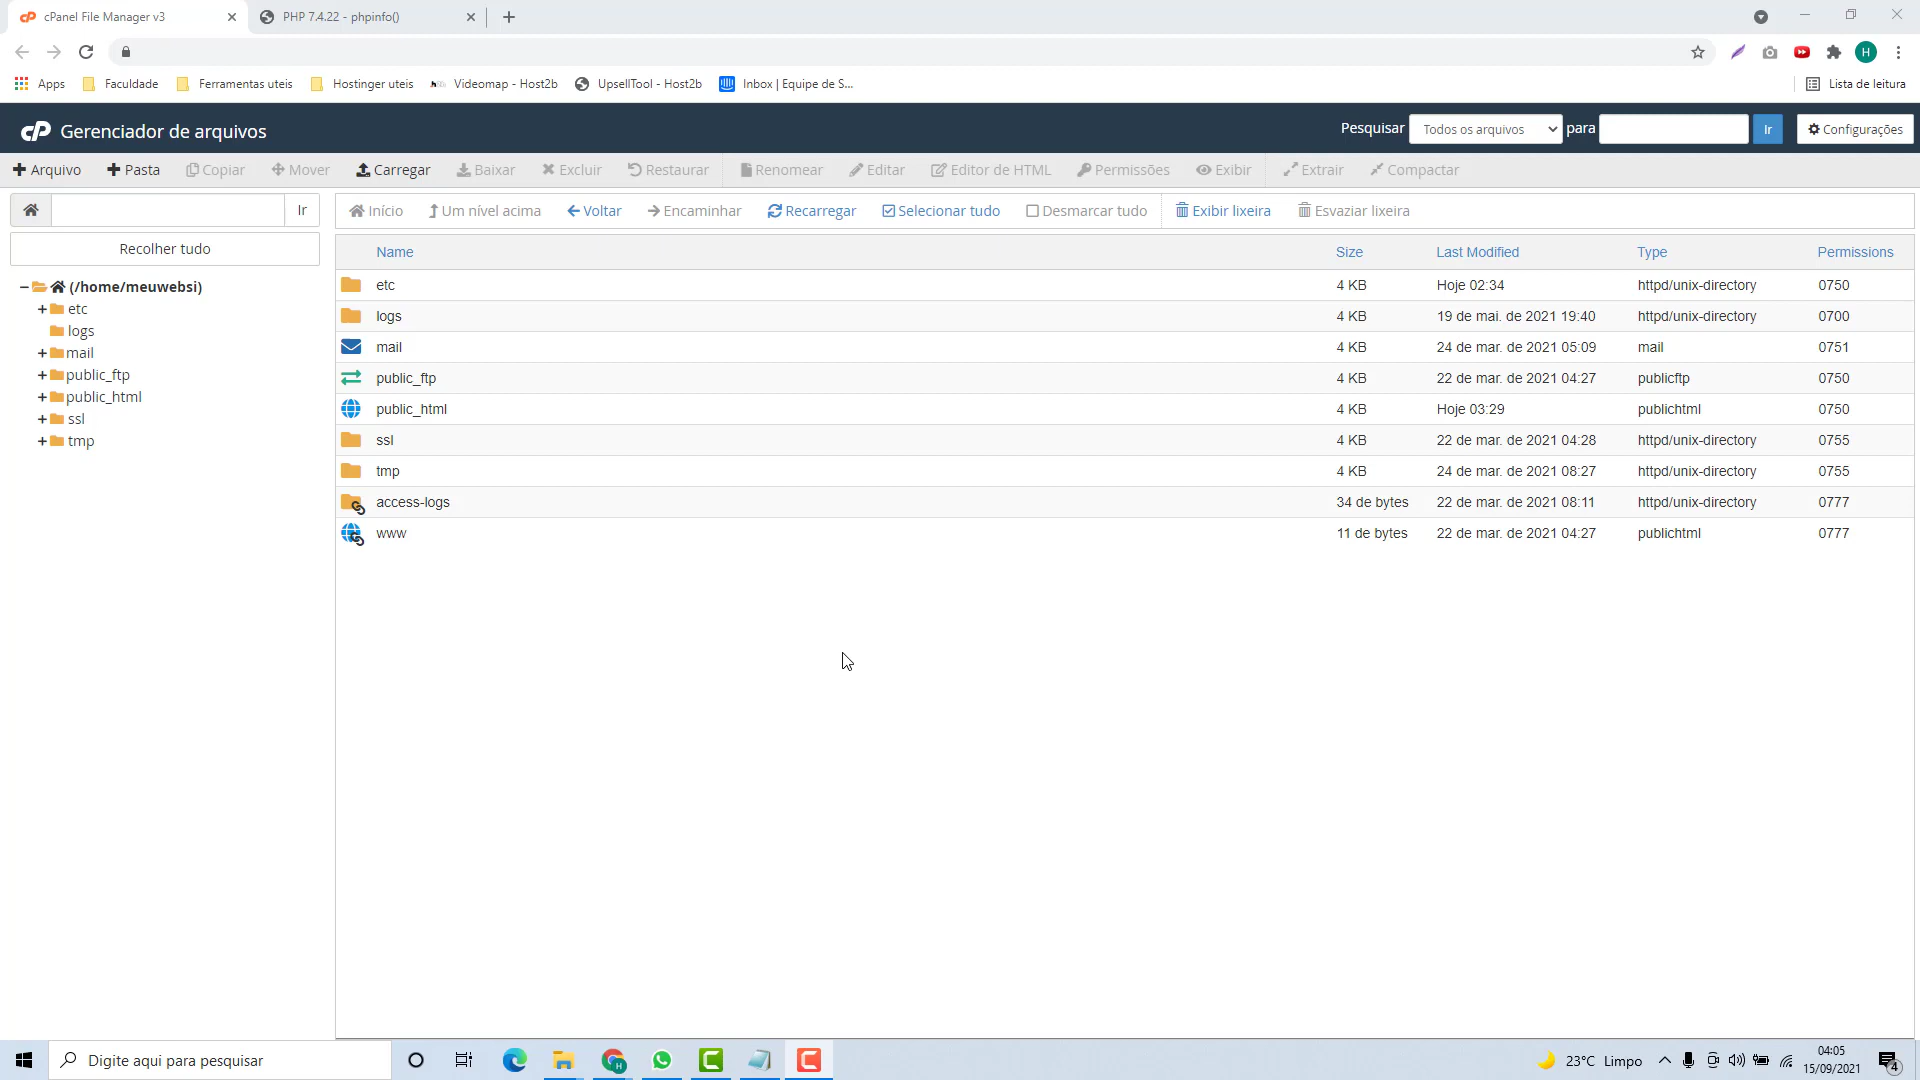 cPanel File Manager v3
PHP 7.4.22 - phpinfo()
H
Apps Faculdade Ferramentas uteis Hostinger uteis Videomap - Host2b UpsellTool - Host2b Inbox | Equipe de S... Lista de leitura
cP Gerenciador de arquivos
Pesquisar Todos os arquivos para Ir Configurações
Arquivo Pasta Copiar Mover Carregar Baixar Excluir Restaurar Renomear Editar Editor de HTML Permissões Exibir Extrair Compactar
Ir
Início Um nível acima Voltar Encaminhar Recarregar Selecionar tudo Desmarcar tudo Exibir lixeira Esvaziar lixeira
Recolher tudo
(/home/meuwebsi)
etc
logs
mail
public_ftp
public_html
ssl
tmp
Name Size Last Modified Type Permissions
etc 4 KB Hoje 02:34 httpd/unix-directory 0750
logs 4 KB 19 de mai. de 2021 19:40 httpd/unix-directory 0700
mail 4 KB 24 de mar. de 2021 05:09 mail 0751
public_ftp 4 KB 22 de mar. de 2021 04:27 publicftp 0750
public_html 4 KB Hoje 03:29 publichtml 0750
ssl 4 KB 22 de mar. de 2021 04:28 httpd/unix-directory 0755
tmp 4 KB 24 de mar. de 2021 08:27 httpd/unix-directory 0755
access-logs 34 de bytes 22 de mar. de 2021 08:11 httpd/unix-directory 0777
www 11 de bytes 22 de mar. de 2021 04:27 publichtml 0777
Digite aqui para pesquisar
23°C Limpo
04:05
15/09/2021
4